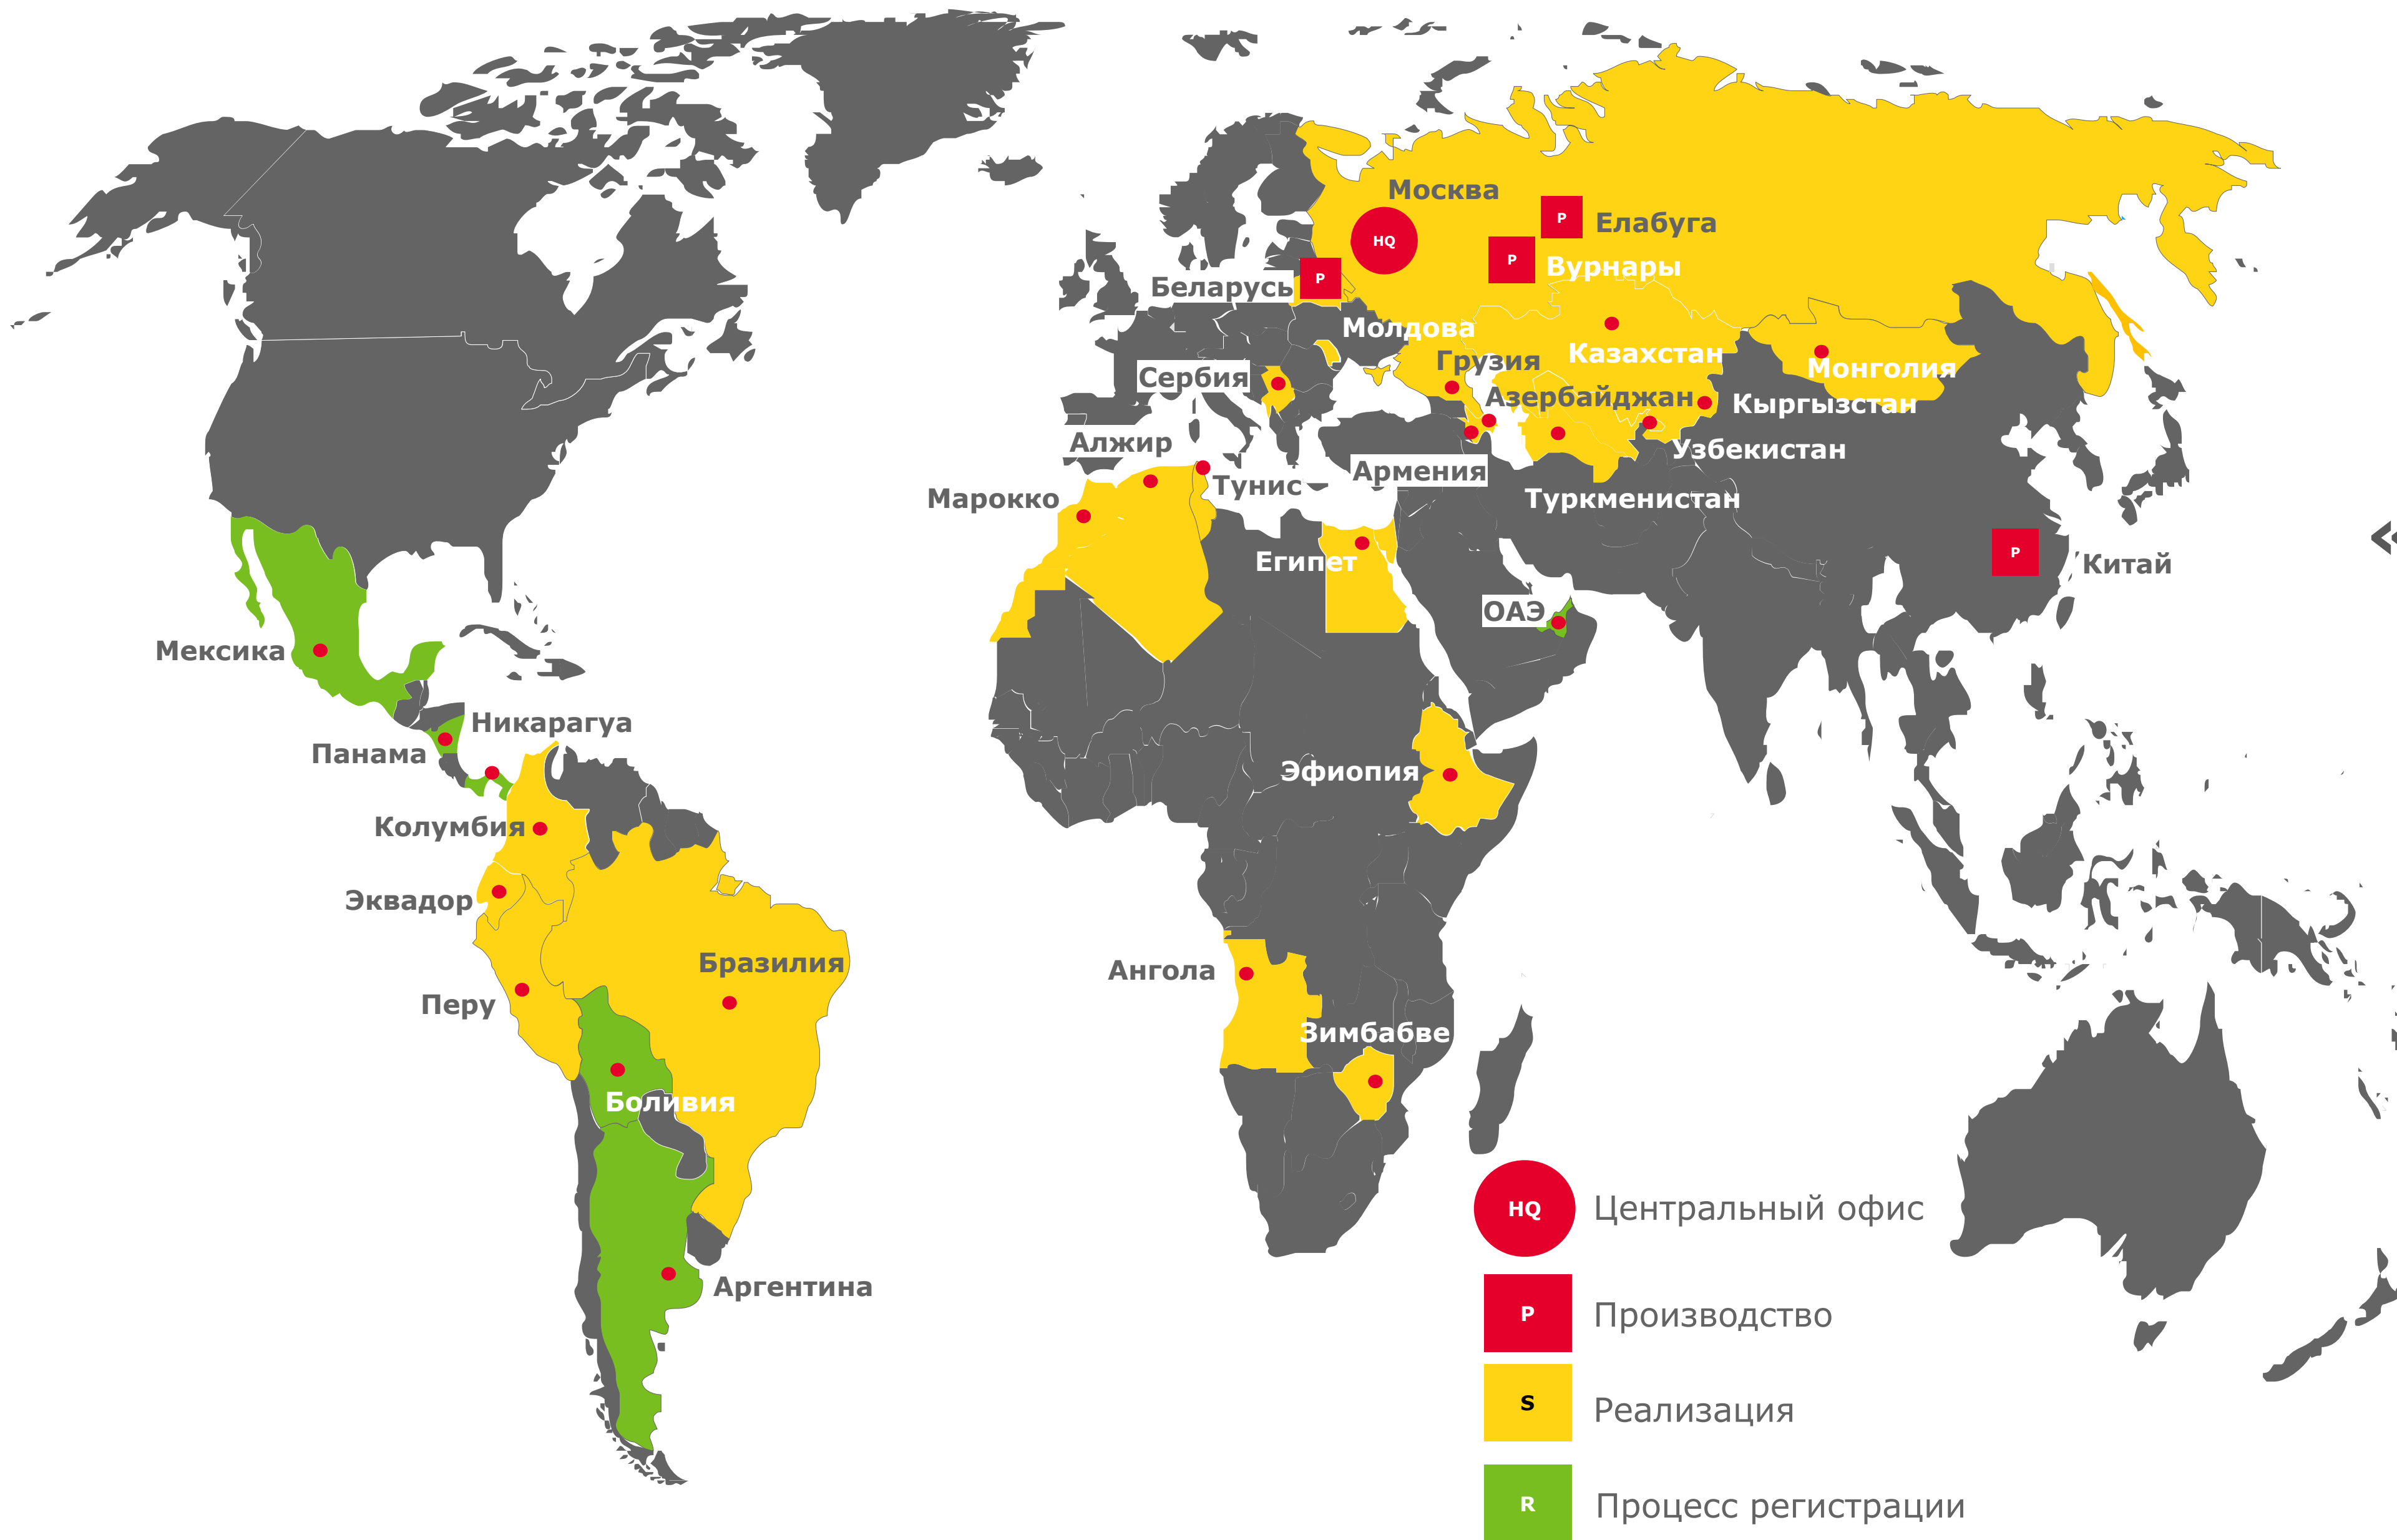 Москва
HQ
P
Елабуга
P
Вурнары
Беларусь
P
Молдова
Грузия
Казахстан
Монголия
Сербия
Азербайджан
Кыргызстан
Алжир
Армения
Узбекистан
Марокко
Тунис
Туркменистан
Египет
P
Китай
ОАЭ
Мексика
Никарагуа
Панама
Эфиопия
Колумбия
Эквадор
Бразилия
Ангола
Перу
Зимбабве
Боливия
Аргентина
HQ Центральный офис
P Производство
S Реализация
R Процесс регистрации
«